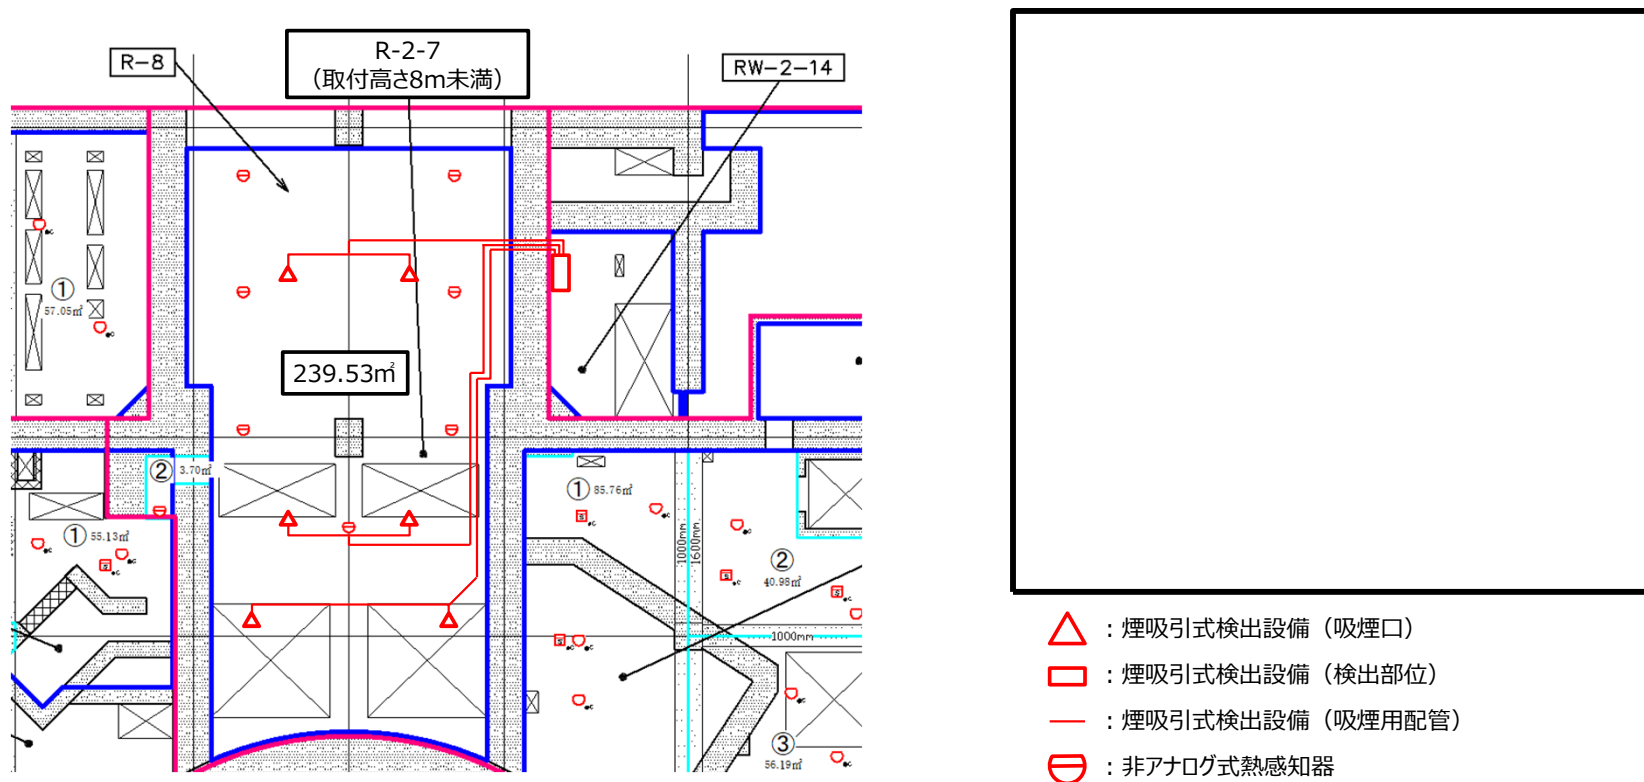 R-8
R-2-7
(取付高さ8m未満)
RW-2-14
①
57.05㎡
239.53㎡
②
3.70㎡
①
85.76㎡
①
55.13㎡
1000mm
1600mm
②
40.98㎡
1000mm
③
56.19㎡
:煙吸引式検出設備(吸煙口)
:煙吸引式検出設備(検出部位)
:煙吸引式検出設備(吸煙用配管)
:非アナログ式熱感知器